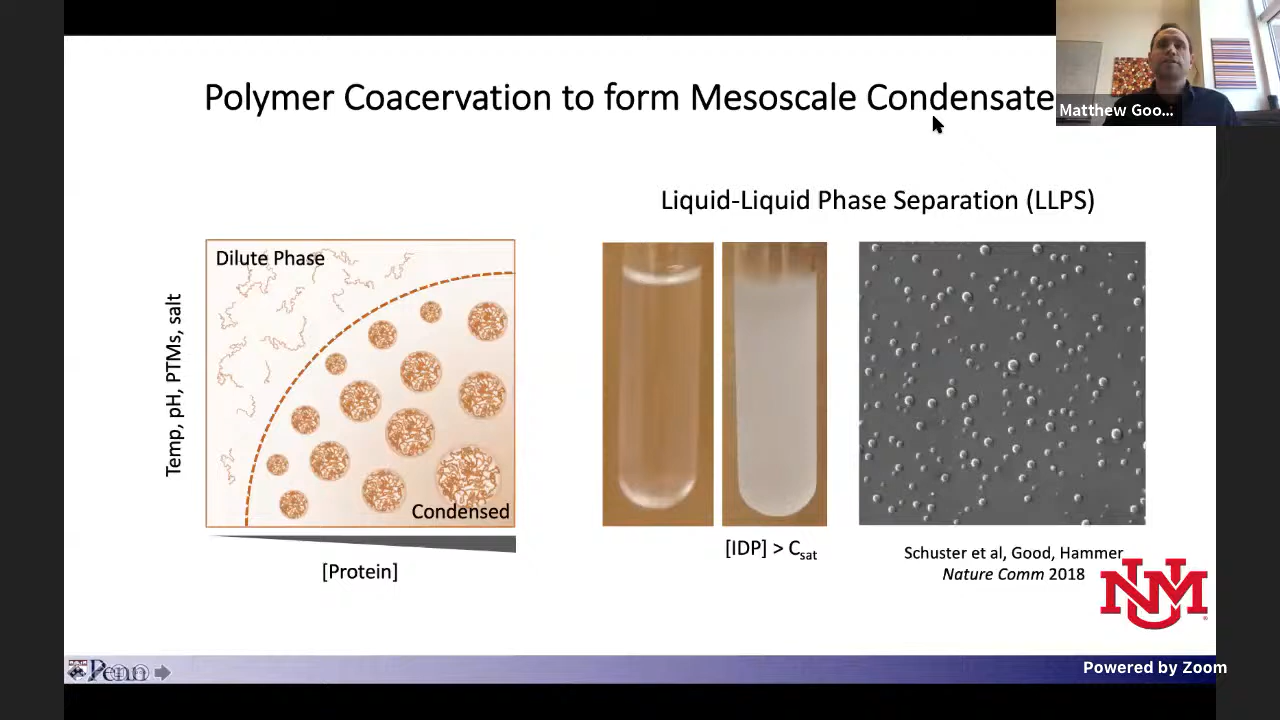 Polymer Coacervation to form Mesoscale Condensate
Matthew Goo...
Liquid-Liquid Phase Separation (LLPS)
Dilute Phase
Temp, pH, PTMs, salt
Condensed
[Protein]
[IDP] > Csat
Schuster et al, Good, Hammer
Nature Comm 2018
UNM
Penn
Powered by Zoom